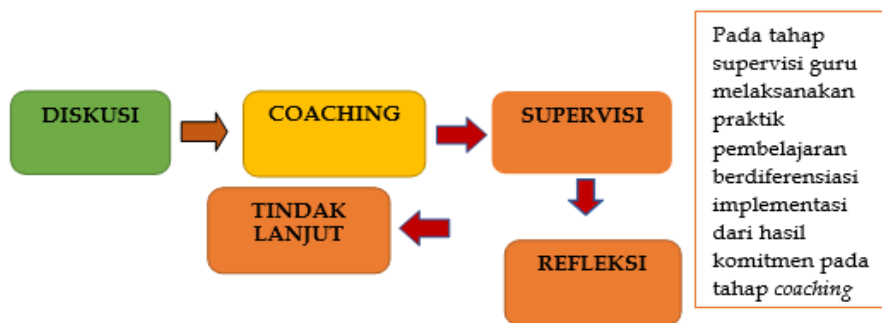 DISKUSI
COACHING
SUPERVISI
TINDAK
LANJUT
REFLEKSI
Pada tahap
supervisi guru
melaksanakan
praktik
pembelajaran
berdiferensiasi
implementasi
dari hasil
komitmen pada
tahap coaching